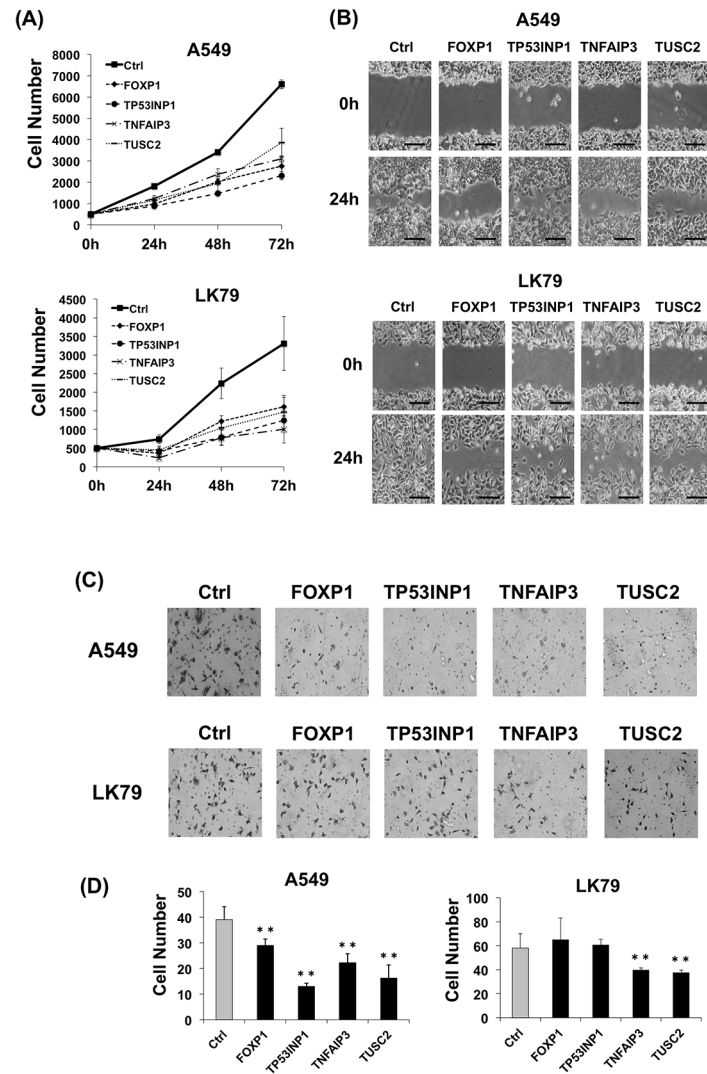 (A)
A549
Cell Number
8000
7000
6000
5000
4000
3000
2000
1000
0
Ctrl
FOXP1
TP53INP1
TNFAIP3
TUSC2
0h 24h 48h 72h
LK79
Cell Number
4500
4000
3500
3000
2500
2000
1500
1000
500
0
Ctrl
FOXP1
TP53INP1
TNFAIP3
TUSC2
0h 24h 48h 72h
(B)
A549
Ctrl FOXP1 TP53INP1 TNFAIP3 TUSC2
0h
24h
LK79
Ctrl FOXP1 TP53INP1 TNFAIP3 TUSC2
0h
24h
(C)
Ctrl FOXP1 TP53INP1 TNFAIP3 TUSC2
A549
Ctrl FOXP1 TP53INP1 TNFAIP3 TUSC2
LK79
(D)
A549
Cell Number
50
40
30
20
10
0
** ** ** **
Ctrl FOXP1 TP53INP1 TNFAIP3 TUSC2
LK79
Cell Number
100
80
60
40
20
0
** **
Ctrl FOXP1 TP53INP1 TNFAIP3 TUSC2